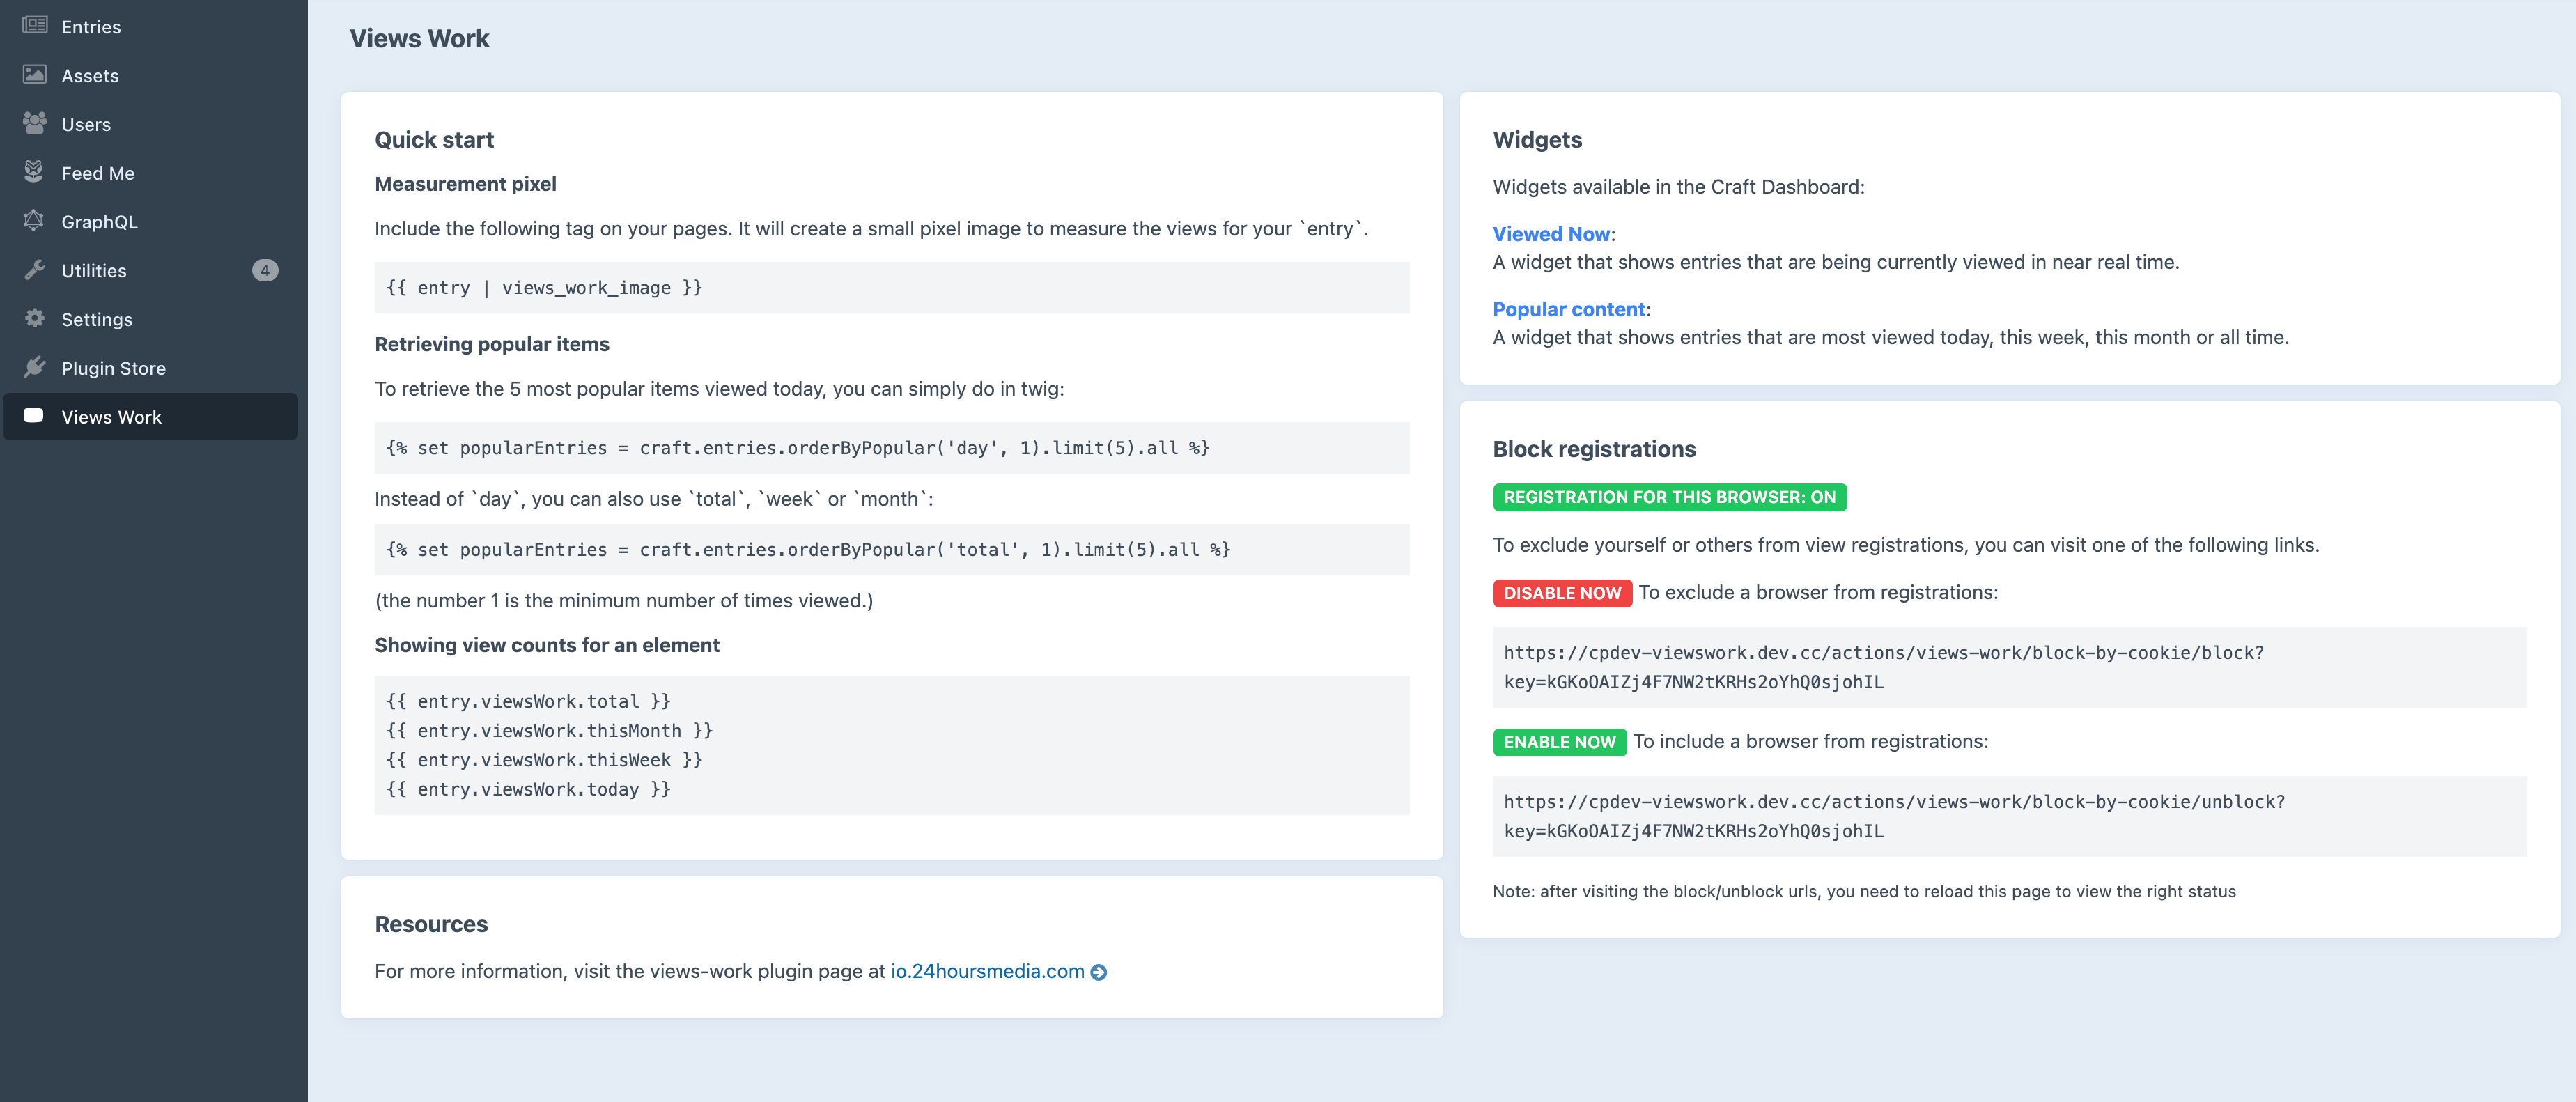 Entries
Assets
Users
Feed Me
GraphQL
Utilities 4
Settings
Plugin Store
Views Work
Views Work
Quick start
Measurement pixel
Include the following tag on your pages. It will create a small pixel image to measure the views for your `entry`.
{{ entry | views_work_image }}
Retrieving popular items
To retrieve the 5 most popular items viewed today, you can simply do in twig:
{% set popularEntries = craft.entries.orderByPopular('day', 1).limit(5).all %}
Instead of `day`, you can also use `total`, `week` or `month`:
{% set popularEntries = craft.entries.orderByPopular('total', 1).limit(5).all %}
(the number 1 is the minimum number of times viewed.)
Showing view counts for an element
{{ entry.viewsWork.total }}
{{ entry.viewsWork.thisMonth }}
{{ entry.viewsWork.thisWeek }}
{{ entry.viewsWork.today }}
Resources
For more information, visit the views-work plugin page at io.24hoursmedia.com
Widgets
Widgets available in the Craft Dashboard:
Viewed Now:
A widget that shows entries that are being currently viewed in near real time.
Popular content:
A widget that shows entries that are most viewed today, this week, this month or all time.
Block registrations
REGISTRATION FOR THIS BROWSER: ON
To exclude yourself or others from view registrations, you can visit one of the following links.
DISABLE NOW To exclude a browser from registrations:
https://cpdev-viewswork.dev.cc/actions/views-work/block-by-cookie/block?
key=kGKoOAIZj4F7NW2tKRHs2oYhQ0sjohIL
ENABLE NOW To include a browser from registrations:
https://cpdev-viewswork.dev.cc/actions/views-work/block-by-cookie/unblock?
key=kGKoOAIZj4F7NW2tKRHs2oYhQ0sjohIL
Note: after visiting the block/unblock urls, you need to reload this page to view the right status